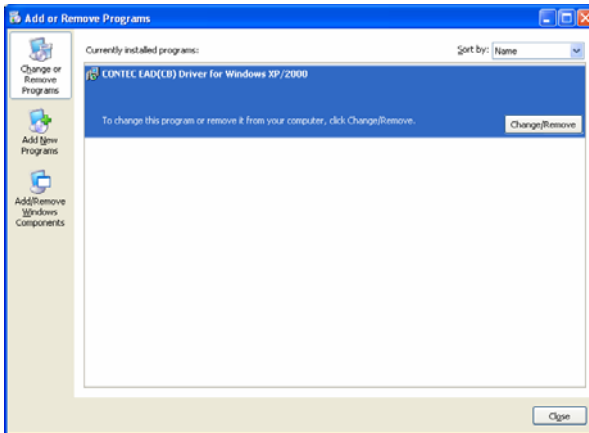 Add or Remove Programs
Change or
Remove
Programs
Add New
Programs
Add/Remove
Windows
Components
Currently installed programs:
Sort by: Name
CONTEC EAD(CB) Driver for Windows XP/2000
To change this program or remove it from your computer, click Change/Remove.
Change/Remove
Close